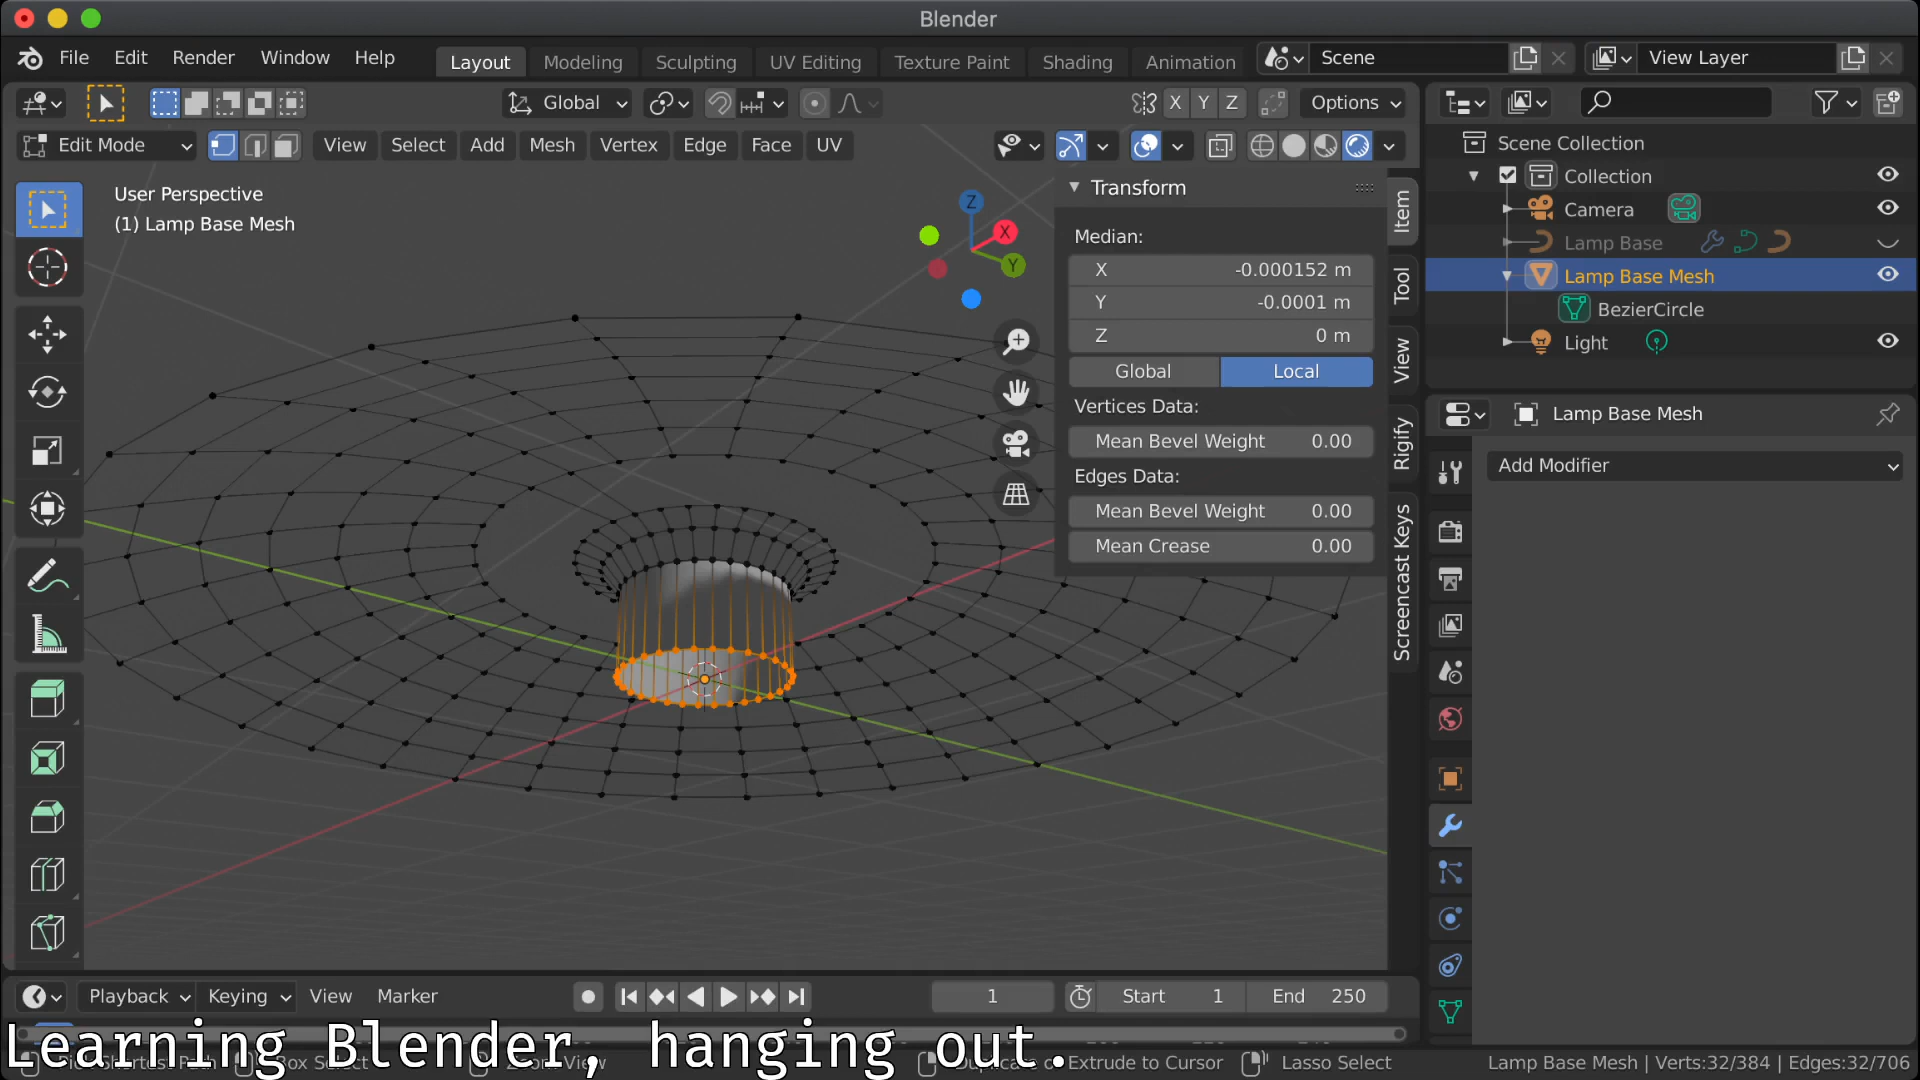 Blender
File Edit Render Window Help
Layout Modeling Sculpting UV Editing Texture Paint Shading Animation
Scene
View Layer
Global
X Y Z
Options
Edit Mode
View Select Add Mesh Vertex Edge Face UV
User Perspective
(1) Lamp Base Mesh
Z
X
Y
Transform
Median:
X -0.000152 m
Y -0.0001 m
Z 0 m
Global Local
Vertices Data:
Mean Bevel Weight 0.00
Edges Data:
Mean Bevel Weight 0.00
Mean Crease 0.00
Item
Tool
View
Rigify
Screencast Keys
Scene Collection
Collection
Camera
Lamp Base
Lamp Base Mesh
BezierCircle
Light
Lamp Base Mesh
Add Modifier
Playback Keying View Marker
1
Start 1 End 250
Learning Blender, hanging out.
Extrude to Cursor
Lasso Select
Lamp Base Mesh | Verts:32/384 | Edges:32/706